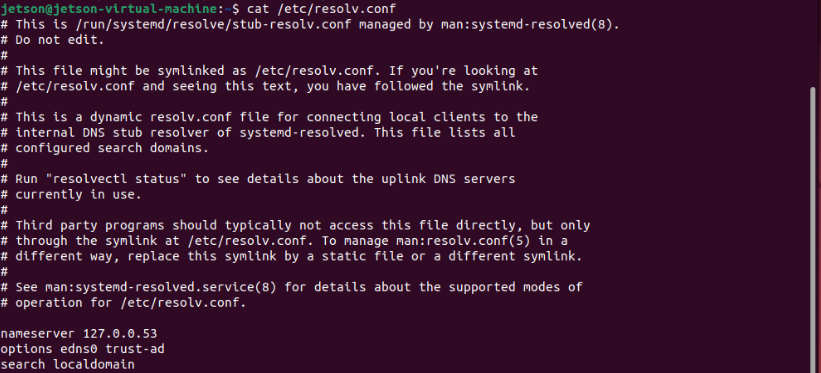 jetson@jetson-virtual-machine:~$ cat /etc/resolv.conf
# This is /run/systemd/resolve/stub-resolv.conf managed by man:systemd-resolved(8).
# Do not edit.
#
# This file might be symlinked as /etc/resolv.conf. If you're looking at
# /etc/resolv.conf and seeing this text, you have followed the symlink.
#
# This is a dynamic resolv.conf file for connecting local clients to the
# internal DNS stub resolver of systemd-resolved. This file lists all
# configured search domains.
#
# Run "resolvectl status" to see details about the uplink DNS servers
# currently in use.
#
# Third party programs should typically not access this file directly, but only
# through the symlink at /etc/resolv.conf. To manage man:resolv.conf(5) in a
# different way, replace this symlink by a static file or a different symlink.
#
# See man:systemd-resolved.service(8) for details about the supported modes of
# operation for /etc/resolv.conf.
nameserver 127.0.0.53
options edns0 trust-ad
search localdomain